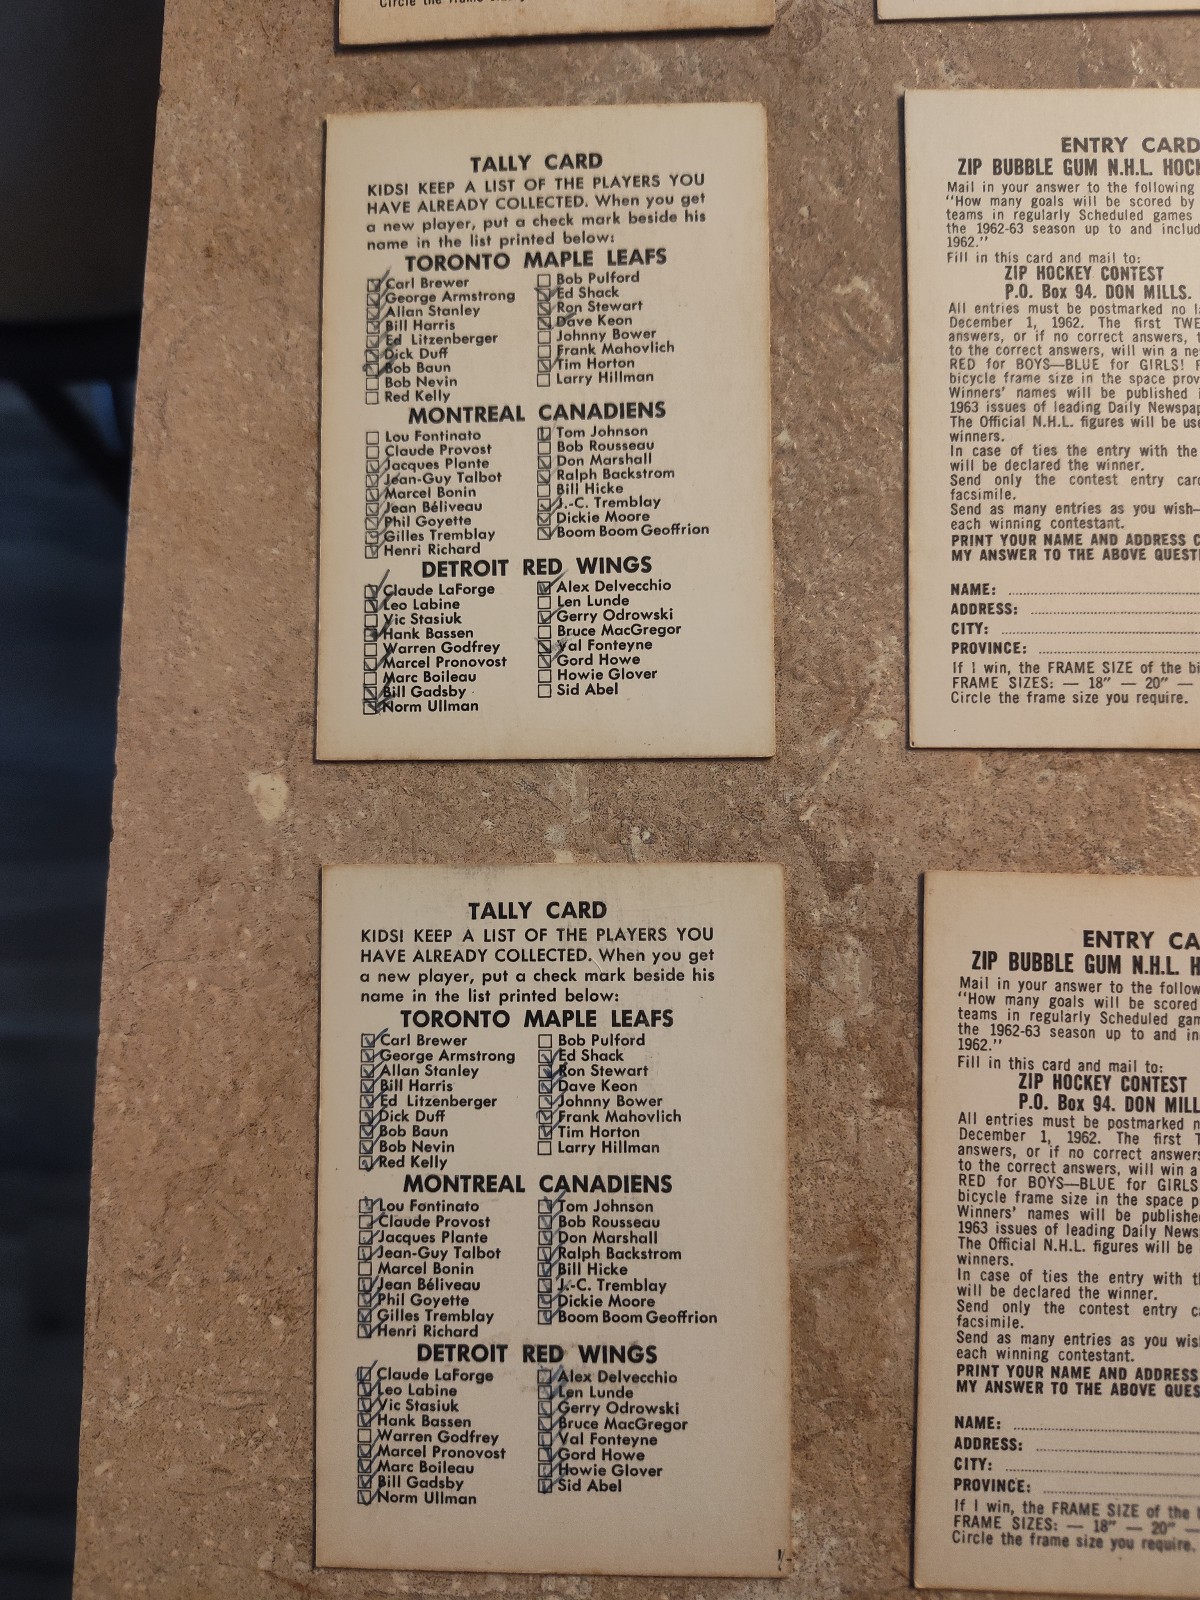 Circle the frame
TALLY CARD
KIDS! KEEP A LIST OF THE PLAYERS YOU
HAVE ALREADY COLLECTED. When you get
a new player, put a check mark beside his
name in the list printed below:
TORONTO MAPLE LEAFS
Carl Brewer
George Armstrong
Allan Stanley
Bill Harris
Ed Litzenberger
Dick Duff
Bob Baun
Bob Nevin
Red Kelly
Bob Pulford
Ed Shack
Ron Stewart
Dave Keon
Johnny Bower
Frank Mahovlich
Tim Horton
Larry Hillman
MONTREAL CANADIENS
Lou Fontinato
Claude Provost
Jacques Plante
Jean-Guy Talbot
Marcel Bonin
Jean Béliveau
Phil Goyette
Gilles Tremblay
Henri Richard
Tom Johnson
Bob Rousseau
Don Marshall
Ralph Backstrom
Bill Hicke
J.-C. Tremblay
Dickie Moore
Boom Boom Geoffrion
DETROIT RED WINGS
Claude LaForge
Leo Labine
Vic Stasiuk
Hank Bassen
Warren Godfrey
Marcel Pronovost
Marc Boileau
Bill Gadsby
Norm Ullman
Alex Delvecchio
Len Lunde
Gerry Odrowski
Bruce MacGregor
Val Fonteyne
Gord Howe
Howie Glover
Sid Abel
ENTRY CARD
ZIP BUBBLE GUM N.H.L.
Mail in your answer to the following
"How many goals will be scored by
teams in regularly Scheduled games
the 1962-63 season up to and
1962."
Fill in this card and mail to:
ZIP HOCKEY CONTEST
P.O. Box 94. DON MILLS.
All entries must be postmarked no
December 1, 1962. The first
answers, or if no correct answers,
to the correct answers, will win a
RED for BOYS—BLUE for GIRLS!
bicycle frame size in the space
Winners' names will be published
1963 issues of leading Daily
The Official N.H.L. figures will be
winners.
In case of ties the entry with the
will be declared the winner.
Send only the contest entry
facsimile.
Send as many entries as you wish—
each winning contestant.
PRINT YOUR NAME AND ADDRESS
MY ANSWER TO THE ABOVE
NAME:
ADDRESS:
CITY:
PROVINCE:
If I win, the FRAME SIZE of the
FRAME SIZES: — 18" — 20" —
Circle the frame size you require.
TALLY CARD
KIDS! KEEP A LIST OF THE PLAYERS YOU
HAVE ALREADY COLLECTED. When you get
a new player, put a check mark beside his
name in the list printed below:
TORONTO MAPLE LEAFS
Carl Brewer
George Armstrong
Allan Stanley
Bill Harris
Ed Litzenberger
Dick Duff
Bob Baun
Bob Nevin
Red Kelly
Bob Pulford
Ed Shack
Ron Stewart
Dave Keon
Johnny Bower
Frank Mahovlich
Tim Horton
Larry Hillman
MONTREAL CANADIENS
Lou Fontinato
Claude Provost
Jacques Plante
Jean-Guy Talbot
Marcel Bonin
Jean Béliveau
Phil Goyette
Gilles Tremblay
Henri Richard
Tom Johnson
Bob Rousseau
Don Marshall
Ralph Backstrom
Bill Hicke
J.-C. Tremblay
Dickie Moore
Boom Boom Geoffrion
DETROIT RED WINGS
Claude LaForge
Leo Labine
Vic Stasiuk
Hank Bassen
Warren Godfrey
Marcel Pronovost
Marc Boileau
Bill Gadsby
Norm Ullman
Alex Delvecchio
Len Lunde
Gerry Odrowski
Bruce MacGregor
Val Fonteyne
Gord Howe
Howie Glover
Sid Abel
ENTRY
ZIP BUBBLE GUM N.H.L.
Mail in your answer to the
"How many goals will be scored
teams in regularly Scheduled
the 1962-63 season up to and
1962."
Fill in this card and mail to:
ZIP HOCKEY CONTEST
P.O. Box 94. DON
All entries must be postmarked
December 1, 1962. The first
answers, or if no correct
to the correct answers, will win a
RED for BOYS—BLUE for GIRLS
bicycle frame size in the space
Winners' names will be
1963 issues of leading Daily
The Official N.H.L. figures will be
winners.
In case of ties the entry with
will be declared the winner.
Send only the contest entry
facsimile.
Send as many entries as you
each winning contestant.
PRINT YOUR NAME AND ADDRESS
MY ANSWER TO THE ABOVE
NAME:
ADDRESS:
CITY:
PROVINCE:
If I win, the FRAME SIZE of the
FRAME SIZES: — 18" — 20" —
Circle the frame size you require.